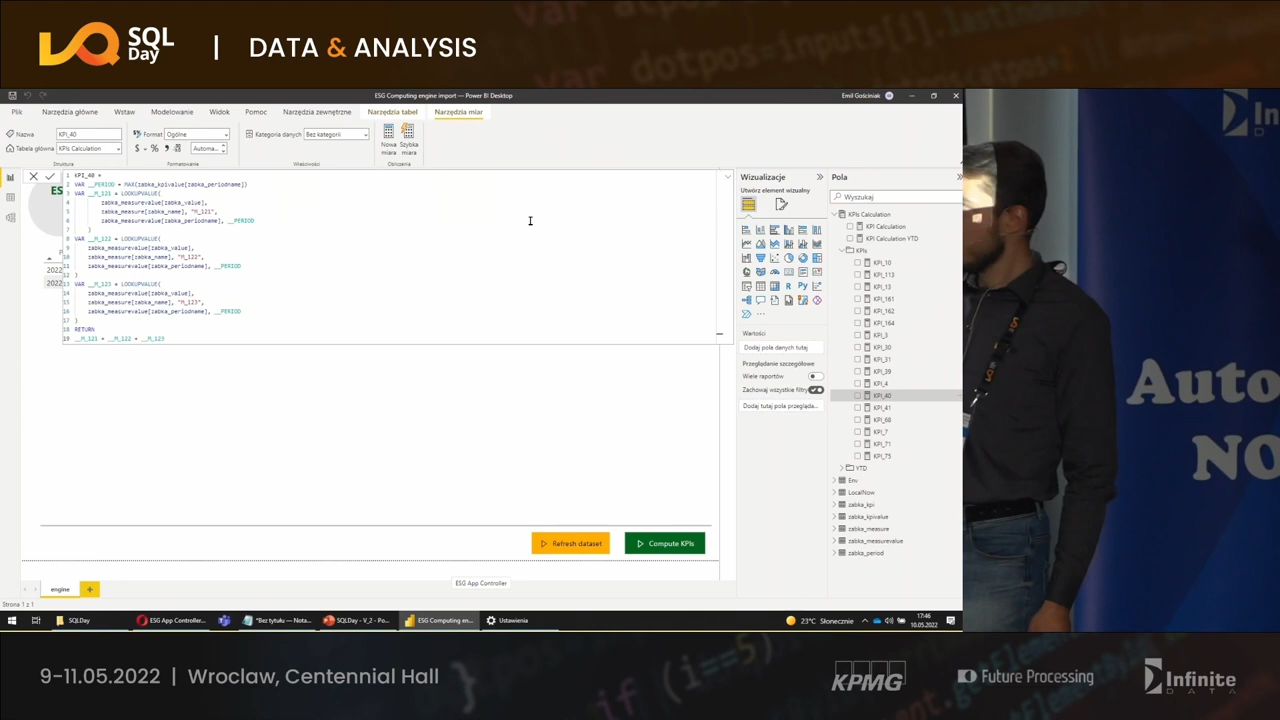 SQL
Day
| DATA & ANALYSIS
ESG Computing engine import — Power BI Desktop
Emil Gościniak
Plik Narzędzia główne Wstaw Modelowanie Widok Pomoc Narzędzia zewnętrzne Narzędzia tabel Narzędzia miar
Nazwa KPI_40
Format Ogólne
Kategoria danych Bez kategorii
Tabela główna KPIs Calculation
$ % Automa...
Nowa miara
Szybka miara
Struktura
Formatowanie
Właściwości
Obliczenia
1 KPI_40 =
2 VAR __PERIOD = MAX(zabka_kpivalue[zabka_periodname])
3 VAR __M_121 = LOOKUPVALUE(
4 zabka_measurevalue[zabka_value],
5 zabka_measure[zabka_name], "M_121",
6 zabka_measurevalue[zabka_periodname], __PERIOD
7 )
8 VAR __M_122 = LOOKUPVALUE(
9 zabka_measurevalue[zabka_value],
10 zabka_measure[zabka_name], "M_122",
11 zabka_measurevalue[zabka_periodname], __PERIOD
12 )
13 VAR __M_123 = LOOKUPVALUE(
14 zabka_measurevalue[zabka_value],
15 zabka_measure[zabka_name], "M_123",
16 zabka_measurevalue[zabka_periodname], __PERIOD
17 )
18 RETURN
19 __M_121 + __M_122 + __M_123
ES
2022
2022
Refresh dataset
Compute KPIs
ESG App Controller
engine
Strona 1 z 1
Wizualizacje
Utwórz element wizualny
R Py
Wartości
Dodaj pola danych tutaj
Przeglądanie szczegółowe
Wiele raportów
Zachowaj wszystkie filtry
Dodaj tutaj pola przegląda...
Pola
Wyszukaj
KPIs Calculation
KPI Calculation
KPI Calculation YTD
KPIs
KPI_10
KPI_113
KPI_13
KPI_161
KPI_162
KPI_164
KPI_3
KPI_30
KPI_31
KPI_39
KPI_4
KPI_40
KPI_41
KPI_68
KPI_7
KPI_71
KPI_75
YTD
Env
LocalNow
zabka_kpi
zabka_kpivalue
zabka_measure
zabka_measurevalue
zabka_period
SQLDay
ESG App Controller...
*Bez tytułu — Nota...
SQLDay - V_2 - Po...
ESG Computing en...
Ustawienia
23°C Słonecznie
17:46
10.05.2022
Auto
NO
9-11.05.2022 | Wroclaw, Centennial Hall
KPMG
Future Processing
Infinite
DATA